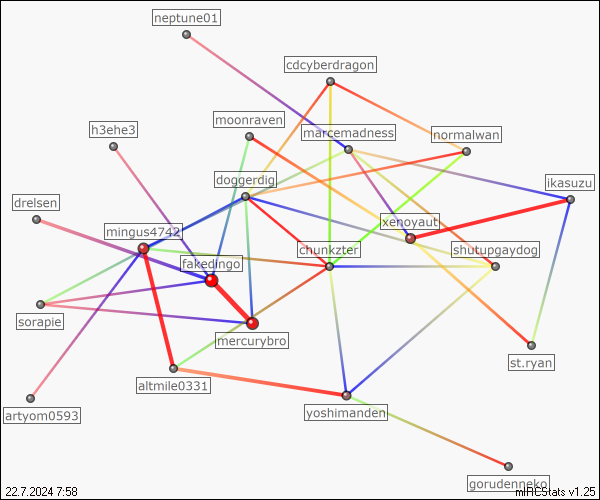 neptune01
cdcyberdragon
moonraven
marcemadness
normalwan
h3ehe3
doggerdig
ikasuzu
drelsen
mingus4742
xenoyaut
chunkzter
shutupgaydog
fakedingo
sorapie
mercurybro
st.ryan
altmile0331
artyom0593
yoshimanden
gorudenneko
22.7.2024 7:58
mIRCStats v1.25